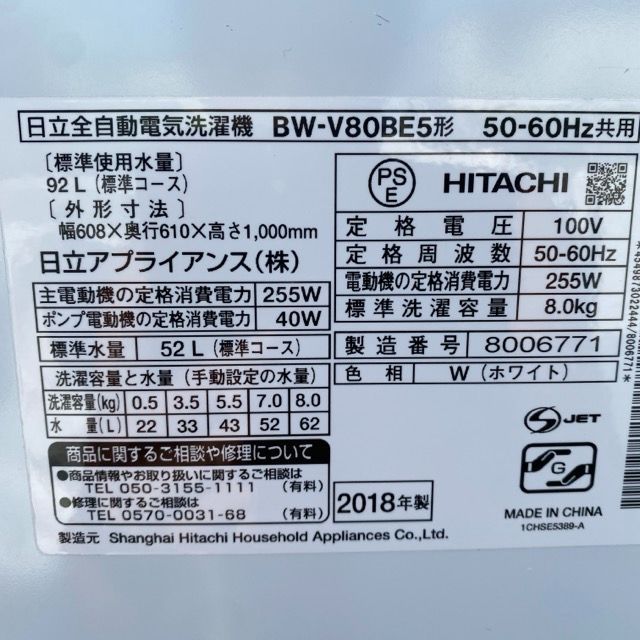 日立全自動電気洗濯機 BW-V80BE5形 50-60Hz共用
〔標準使用水量〕
92 L (標準コース)
〔外形寸法〕
幅608×奥行610×高さ1,000mm
日立アプライアンス(株)
主電動機の定格消費電力 255W
ポンプ電動機の定格消費電力 40W
標準水量 52 L (標準コース)
洗濯容量と水量 (手動設定の水量)
洗濯容量(kg) 0.5 3.5 5.5 7.0 8.0
水量(L) 22 33 43 52 62
商品に関するご相談や修理について
●商品情報やお取り扱いに関するご相談は
TEL 050-3155-1111 (有料)
●修理に関するご相談は
TEL 0570-0031-68 (有料)
製造元 Shanghai Hitachi Household Appliances Co.,Ltd.
PSE HITACHI
定格電圧 100V
定格周波数 50-60Hz
電動機の定格消費電力 255W
標準洗濯容量 8.0kg
製造番号 8006771
色相 W (ホワイト)
2018年製
JET
G
MADE IN CHINA
1CHSE5389-A